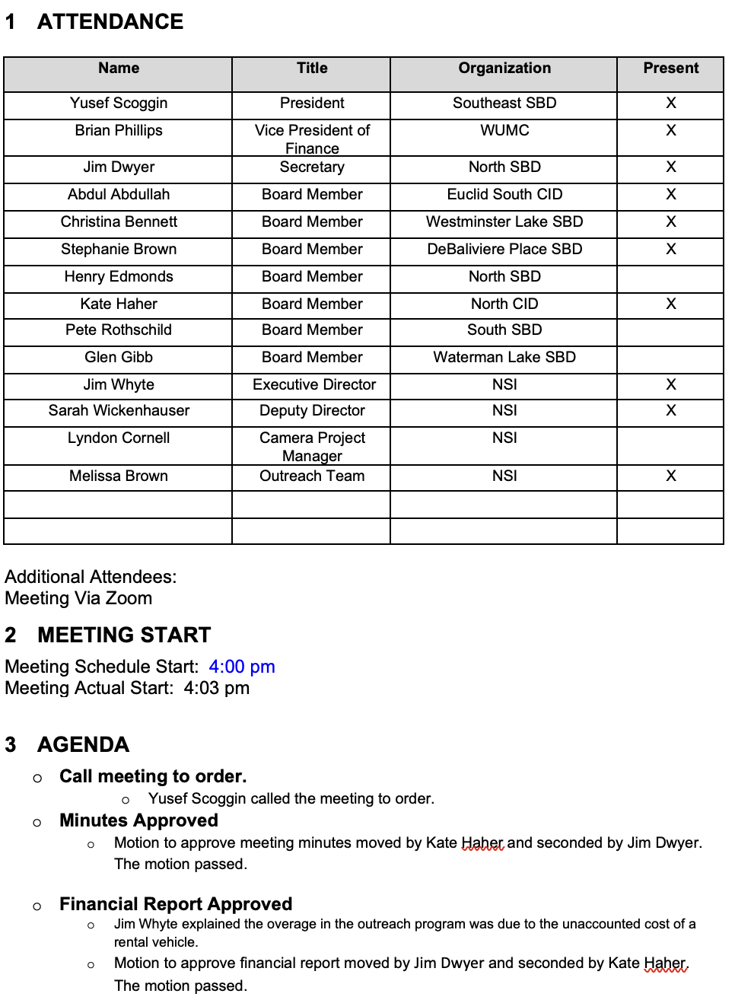 1 ATTENDANCE
Name Title Organization Present
Yusef Scoggin President Southeast SBD X
Brian Phillips Vice President of Finance WUMC X
Jim Dwyer Secretary North SBD X
Abdul Abdullah Board Member Euclid South CID X
Christina Bennett Board Member Westminster Lake SBD X
Stephanie Brown Board Member DeBaliviere Place SBD X
Henry Edmonds Board Member North SBD
Kate Haher Board Member North CID X
Pete Rothschild Board Member South SBD
Glen Gibb Board Member Waterman Lake SBD
Jim Whyte Executive Director NSI X
Sarah Wickenhauser Deputy Director NSI X
Lyndon Cornell Camera Project Manager NSI
Melissa Brown Outreach Team NSI X
Additional Attendees:
Meeting Via Zoom
2 MEETING START
Meeting Schedule Start: 4:00 pm
Meeting Actual Start: 4:03 pm
3 AGENDA
o Call meeting to order.
o Yusef Scoggin called the meeting to order.
o Minutes Approved
o Motion to approve meeting minutes moved by Kate Haher and seconded by Jim Dwyer.
The motion passed.
o Financial Report Approved
o Jim Whyte explained the overage in the outreach program was due to the unaccounted cost of a
rental vehicle.
o Motion to approve financial report moved by Jim Dwyer and seconded by Kate Haher.
The motion passed.